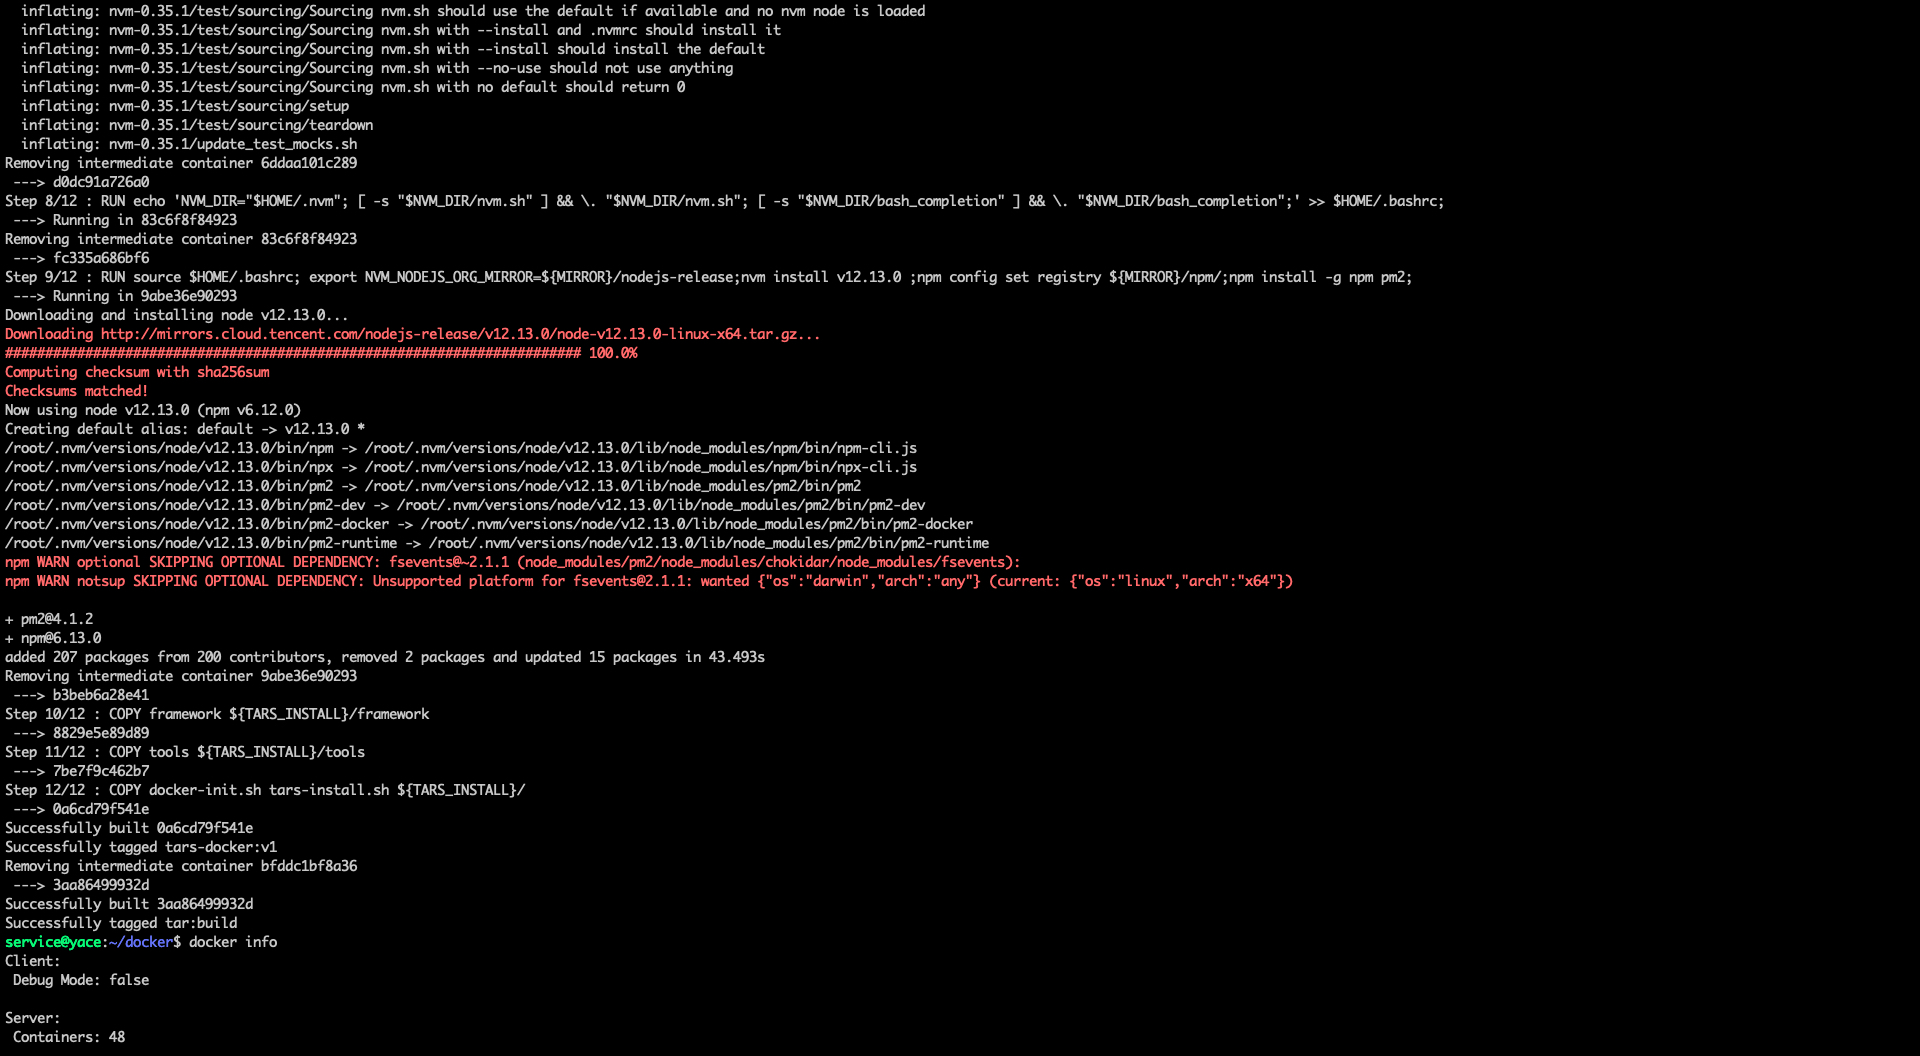 inflating: nvm-0.35.1/test/sourcing/Sourcing nvm.sh should use the default if available and no nvm node is loaded
inflating: nvm-0.35.1/test/sourcing/Sourcing nvm.sh with --install and .nvmrc should install it
inflating: nvm-0.35.1/test/sourcing/Sourcing nvm.sh with --install should install the default
inflating: nvm-0.35.1/test/sourcing/Sourcing nvm.sh with --no-use should not use anything
inflating: nvm-0.35.1/test/sourcing/Sourcing nvm.sh with no default should return 0
inflating: nvm-0.35.1/test/sourcing/setup
inflating: nvm-0.35.1/test/sourcing/teardown
inflating: nvm-0.35.1/update_test_mocks.sh
Removing intermediate container 6ddaa101c289
---> d0dc91a726a0
Step 8/12 : RUN echo 'NVM_DIR="$HOME/.nvm"; [ -s "$NVM_DIR/nvm.sh" ] && \. "$NVM_DIR/nvm.sh"; [ -s "$NVM_DIR/bash_completion" ] && \. "$NVM_DIR/bash_completion";' >> $HOME/.bashrc;
---> Running in 83c6f8f84923
Removing intermediate container 83c6f8f84923
---> fc335a686bf6
Step 9/12 : RUN source $HOME/.bashrc; export NVM_NODEJS_ORG_MIRROR=${MIRROR}/nodejs-release;nvm install v12.13.0 ;npm config set registry ${MIRROR}/npm/;npm install -g npm pm2;
---> Running in 9abe36e90293
Downloading and installing node v12.13.0...
Downloading http://mirrors.cloud.tencent.com/nodejs-release/v12.13.0/node-v12.13.0-linux-x64.tar.gz...
######################################################################## 100.0%
Computing checksum with sha256sum
Checksums matched!
Now using node v12.13.0 (npm v6.12.0)
Creating default alias: default -> v12.13.0 *
/root/.nvm/versions/node/v12.13.0/bin/npm -> /root/.nvm/versions/node/v12.13.0/lib/node_modules/npm/bin/npm-cli.js
/root/.nvm/versions/node/v12.13.0/bin/npx -> /root/.nvm/versions/node/v12.13.0/lib/node_modules/npm/bin/npx-cli.js
/root/.nvm/versions/node/v12.13.0/bin/pm2 -> /root/.nvm/versions/node/v12.13.0/lib/node_modules/pm2/bin/pm2
/root/.nvm/versions/node/v12.13.0/bin/pm2-dev -> /root/.nvm/versions/node/v12.13.0/lib/node_modules/pm2/bin/pm2-dev
/root/.nvm/versions/node/v12.13.0/bin/pm2-docker -> /root/.nvm/versions/node/v12.13.0/lib/node_modules/pm2/bin/pm2-docker
/root/.nvm/versions/node/v12.13.0/bin/pm2-runtime -> /root/.nvm/versions/node/v12.13.0/lib/node_modules/pm2/bin/pm2-runtime
npm WARN optional SKIPPING OPTIONAL DEPENDENCY: fsevents@~2.1.1 (node_modules/pm2/node_modules/chokidar/node_modules/fsevents):
npm WARN notsup SKIPPING OPTIONAL DEPENDENCY: Unsupported platform for fsevents@2.1.1: wanted {"os":"darwin","arch":"any"} (current: {"os":"linux","arch":"x64"})
+ pm2@4.1.2
+ npm@6.13.0
added 207 packages from 200 contributors, removed 2 packages and updated 15 packages in 43.493s
Removing intermediate container 9abe36e90293
---> b3beb6a28e41
Step 10/12 : COPY framework ${TARS_INSTALL}/framework
---> 8829e5e89d89
Step 11/12 : COPY tools ${TARS_INSTALL}/tools
---> 7be7f9c462b7
Step 12/12 : COPY docker-init.sh tars-install.sh ${TARS_INSTALL}/
---> 0a6cd79f541e
Successfully built 0a6cd79f541e
Successfully tagged tars-docker:v1
Removing intermediate container bfddc1bf8a36
---> 3aa86499932d
Successfully built 3aa86499932d
Successfully tagged tar:build
service@yace:~/docker$ docker info
Client:
Debug Mode: false
Server:
Containers: 48